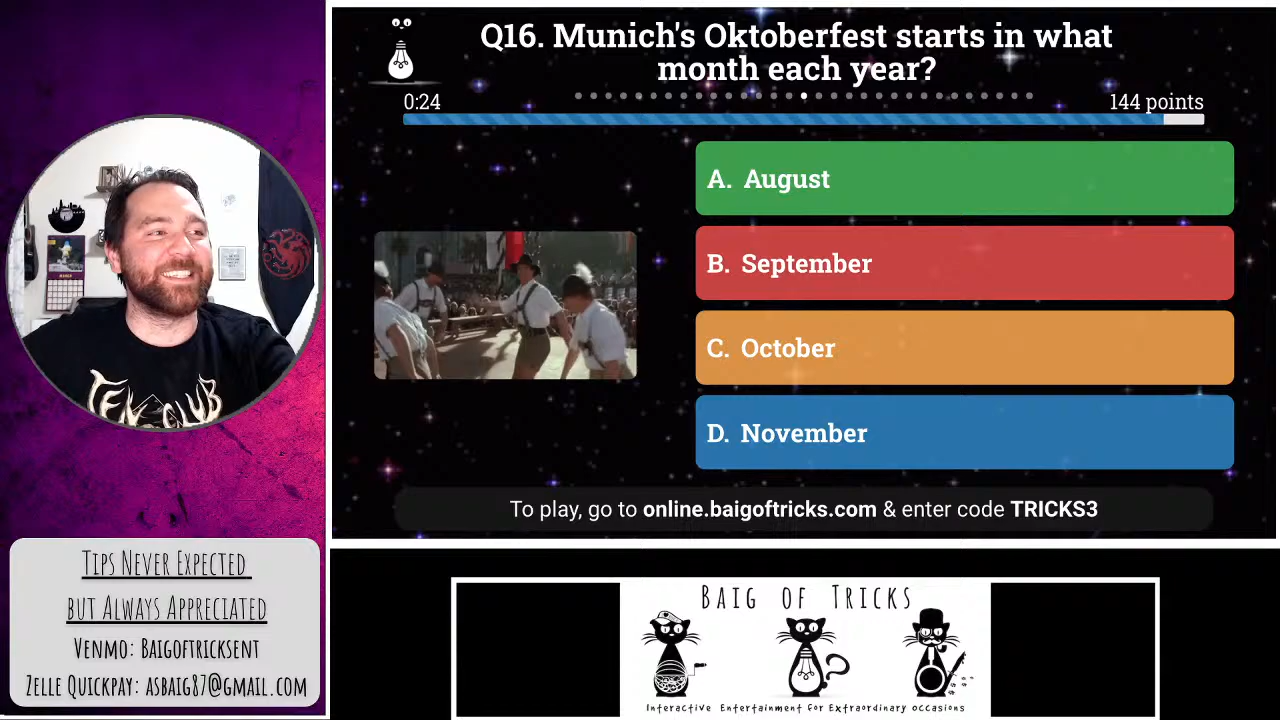 Q16. Munich's Oktoberfest starts in what
month each year?
0:24
144 points
A. August
B. September
C. October
D. November
To play, go to online.baigoftricks.com & enter code TRICKS3
TEN CLUB
Tips Never Expected
but Always Appreciated
Venmo: Baigoftricksent
Zelle Quickpay: asbaig87@gmail.com
Baig of Tricks
Interactive Entertainment for Extraordinary occasions